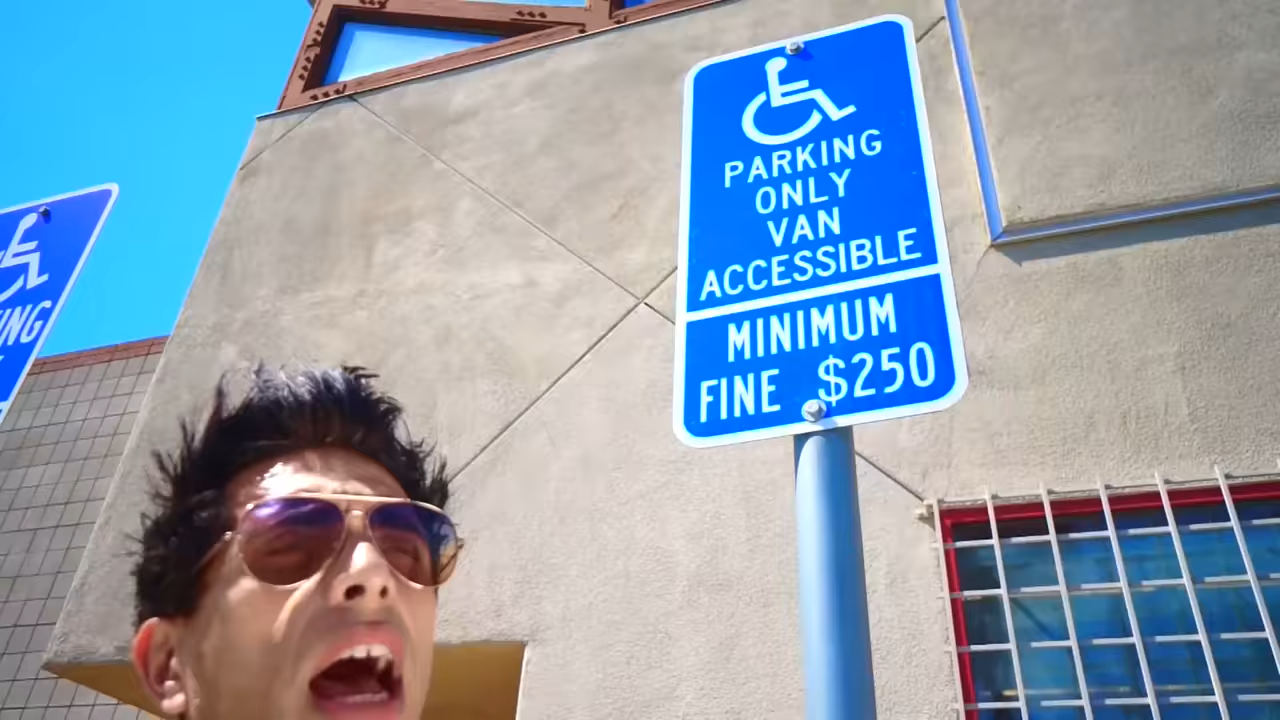 PARKING
ONLY
VAN
ACCESSIBLE
MINIMUM
FINE $250